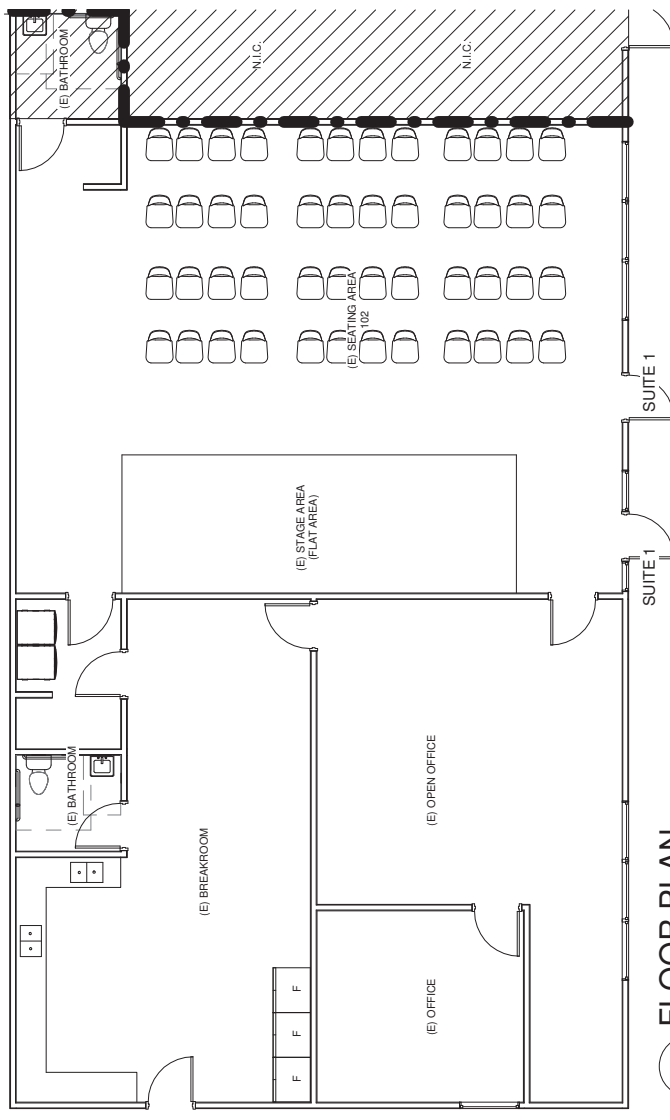 (E) BATHROOM
N.I.C.
N.I.C.
(E) SEATING AREA
102
(E) STAGE AREA
(FLAT AREA)
SUITE 1
SUITE 1
(E) BATHROOM
(E) BREAKROOM
(E) OPEN OFFICE
(E) OFFICE
F
F
F
FLOOR PLAN